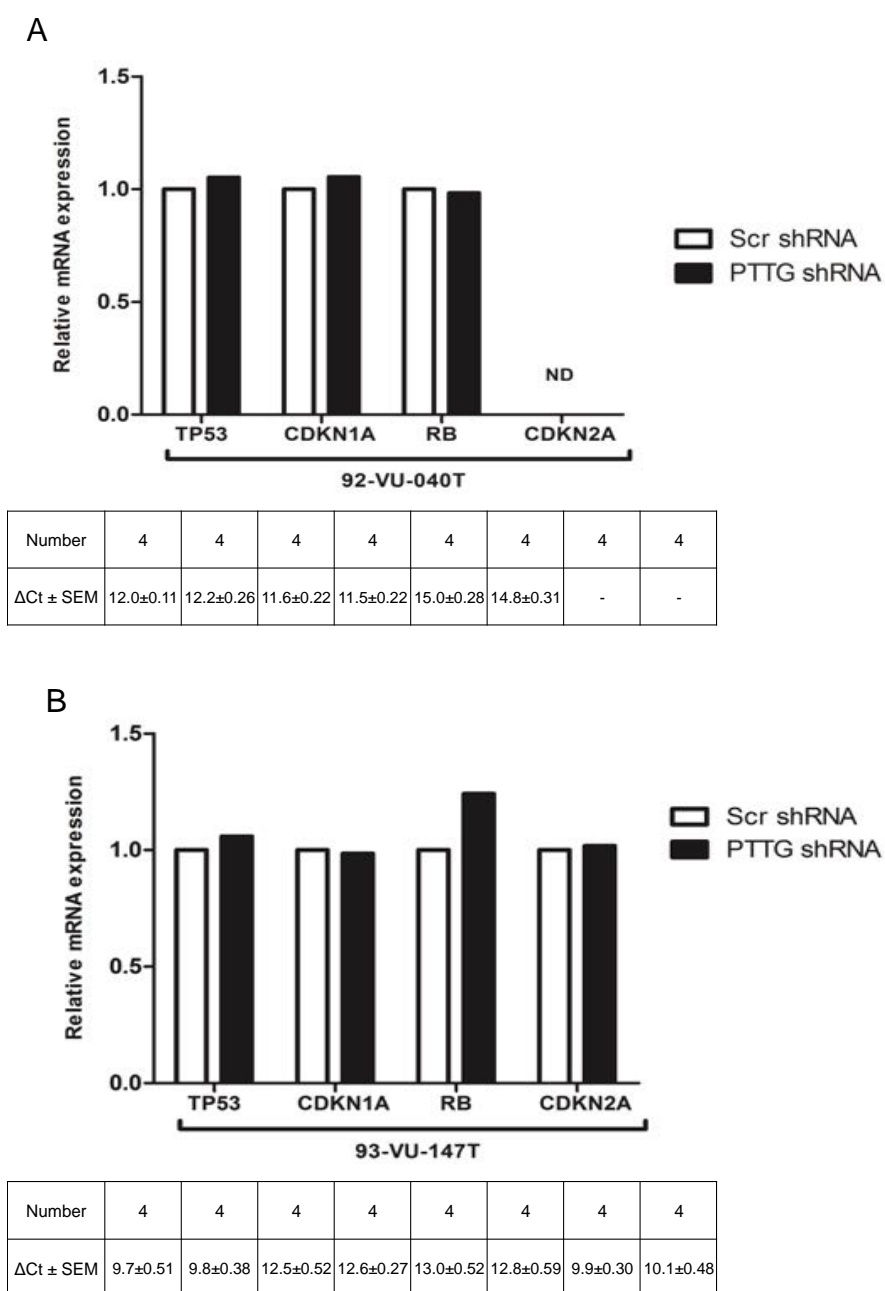 A
1.5
1.0
0.5
0.0
Relative mRNA expression
Scr shRNA
PTTG shRNA
ND
TP53 CDKN1A RB CDKN2A
92-VU-040T
Number 4 4 4 4 4 4 4 4
ΔCt ± SEM 12.0±0.11 12.2±0.26 11.6±0.22 11.5±0.22 15.0±0.28 14.8±0.31 - -
B
1.5
1.0
0.5
0.0
Relative mRNA expression
Scr shRNA
PTTG shRNA
TP53 CDKN1A RB CDKN2A
93-VU-147T
Number 4 4 4 4 4 4 4 4
ΔCt ± SEM 9.7±0.51 9.8±0.38 12.5±0.52 12.6±0.27 13.0±0.52 12.8±0.59 9.9±0.30 10.1±0.48